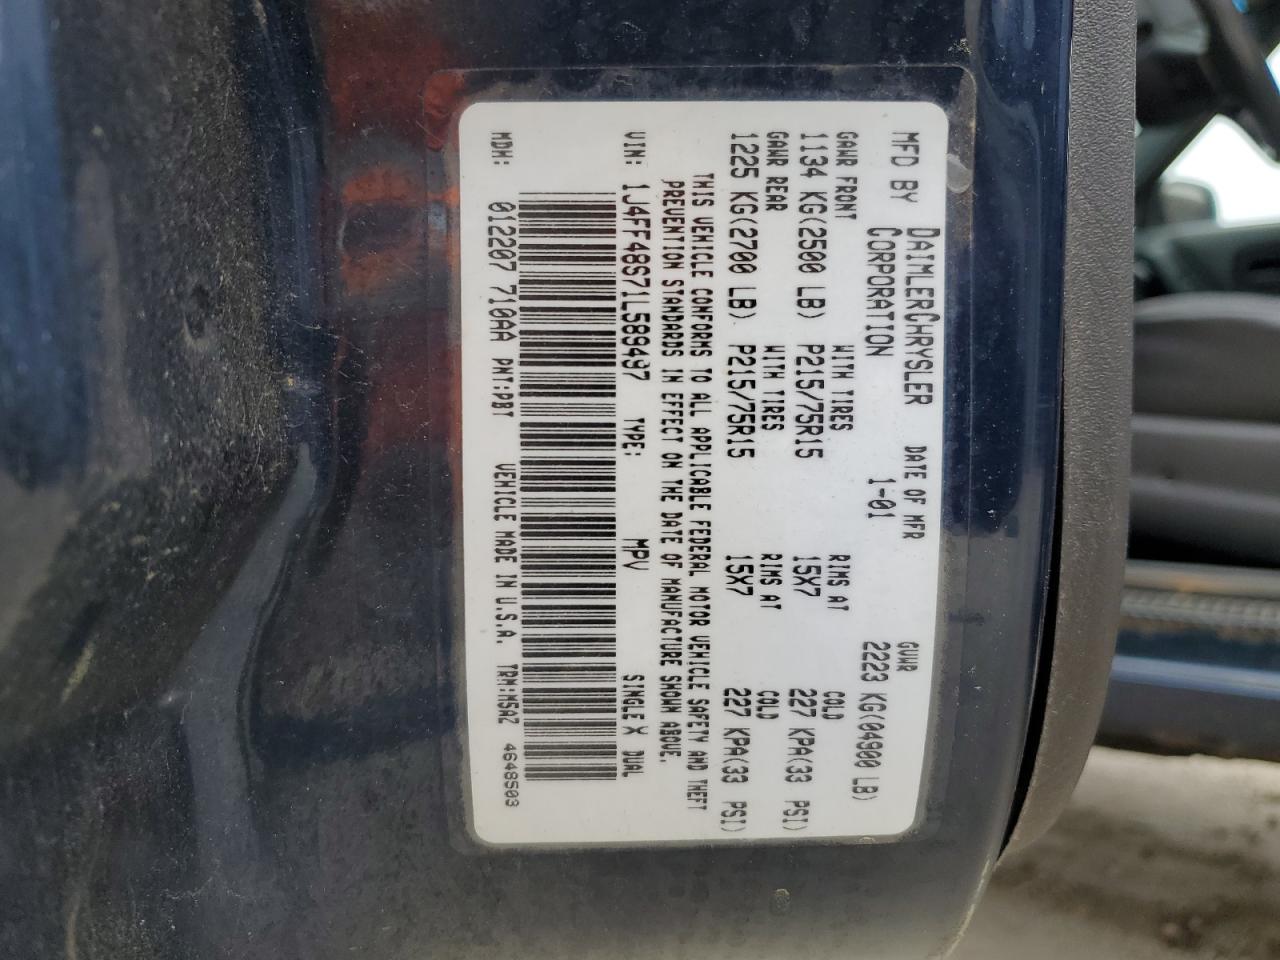 MFD BY DAIMLERCHRYSLER CORPORATION DATE OF MFR 1-01 GVWR 2223 KG(04900 LB)
GAWR FRONT WITH TIRES RIMS AT COLD
1134 KG(2500 LB) P215/75R15 15X7 227 KPA(33 PSI)
GAWR REAR WITH TIRES RIMS AT COLD
1225 KG(2700 LB) P215/75R15 15X7 227 KPA(33 PSI)
THIS VEHICLE CONFORMS TO ALL APPLICABLE FEDERAL MOTOR VEHICLE SAFETY AND THEFT
PREVENTION STANDARDS IN EFFECT ON THE DATE OF MANUFACTURE SHOWN ABOVE.
VIN: 1J4FF48S71L589497 TYPE: MPV SINGLE X DUAL
MDH: 012207 710AA PNT:PBT VEHICLE MADE IN U.S.A. TRM:M5AZ 4648503